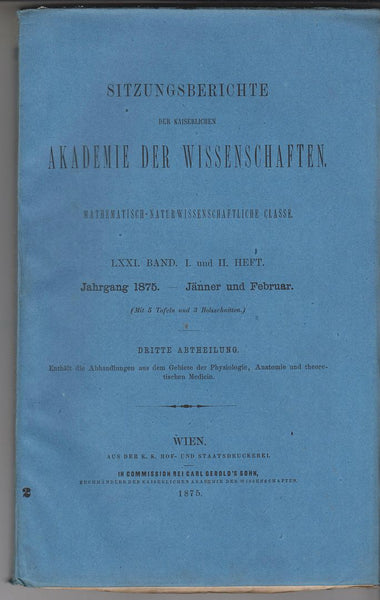 SITZUNGSBERICHTE
DER KAISERLICHEN
AKADEMIE DER WISSENSCHAFTEN.
MATHEMATISCH-NATURWISSENSCHAFTLICHE CLASSE.
LXXI. BAND. I. und II. HEFT.
Jahrgang 1875. — Jänner und Februar.
(Mit 5 Tafeln und 3 Holzschnitten.)
DRITTE ABTHEILUNG.
Enthält die Abhandlungen aus dem Gebiete der Physiologie, Anatomie und theore-
tischen Medicin.
WIEN.
AUS DER K. K. HOF- UND STAATSDRUCKEREI.
IN COMMISSION BEI CARL GEROLD'S SOHN,
BUCHHÄNDLER DER KAISERLICHEN AKADEMIE DER WISSENSCHAFTEN.
1875.
2